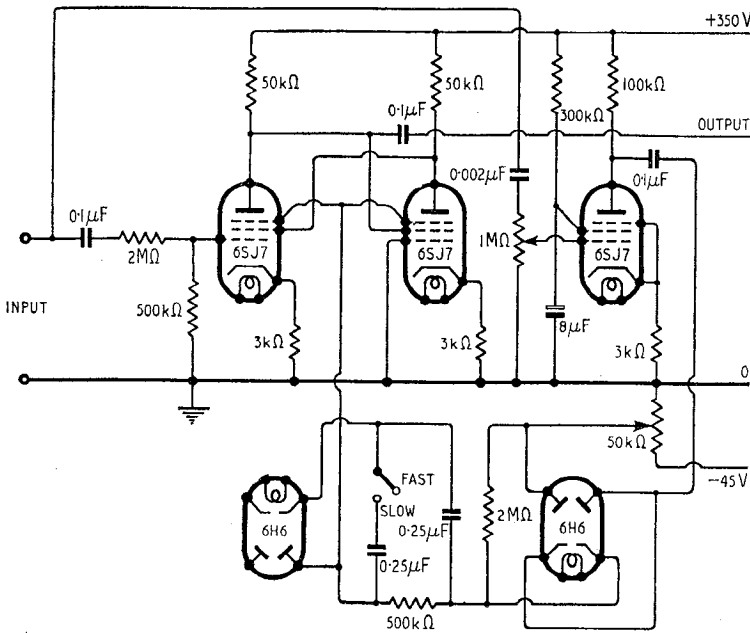 +350V
50kΩ
50kΩ
300kΩ
100kΩ
0·1μF
OUTPUT
0·002μF
0·1μF
0·1μF
2MΩ
6SJ7
6SJ7
1MΩ
6SJ7
INPUT
500kΩ
3kΩ
3kΩ
8μF
3kΩ
0
50kΩ
-45V
FAST
SLOW
6H6
0·25μF
0·25μF
2MΩ
6H6
500kΩ